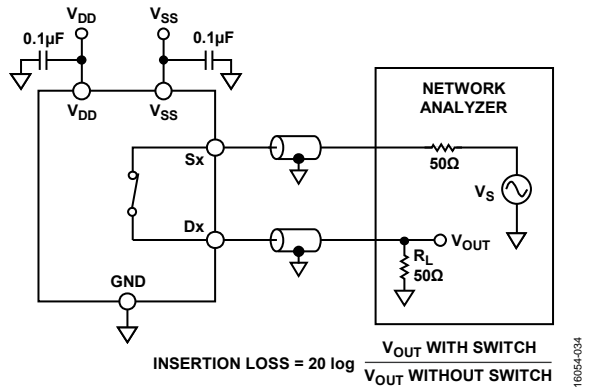 VDD
VSS
0.1µF
0.1µF
VDD
VSS
NETWORK
ANALYZER
Sx
50Ω
VS
Dx
VOUT
RL
50Ω
GND
INSERTION LOSS = 20 log
VOUT WITH SWITCH
VOUT WITHOUT SWITCH
16054-034